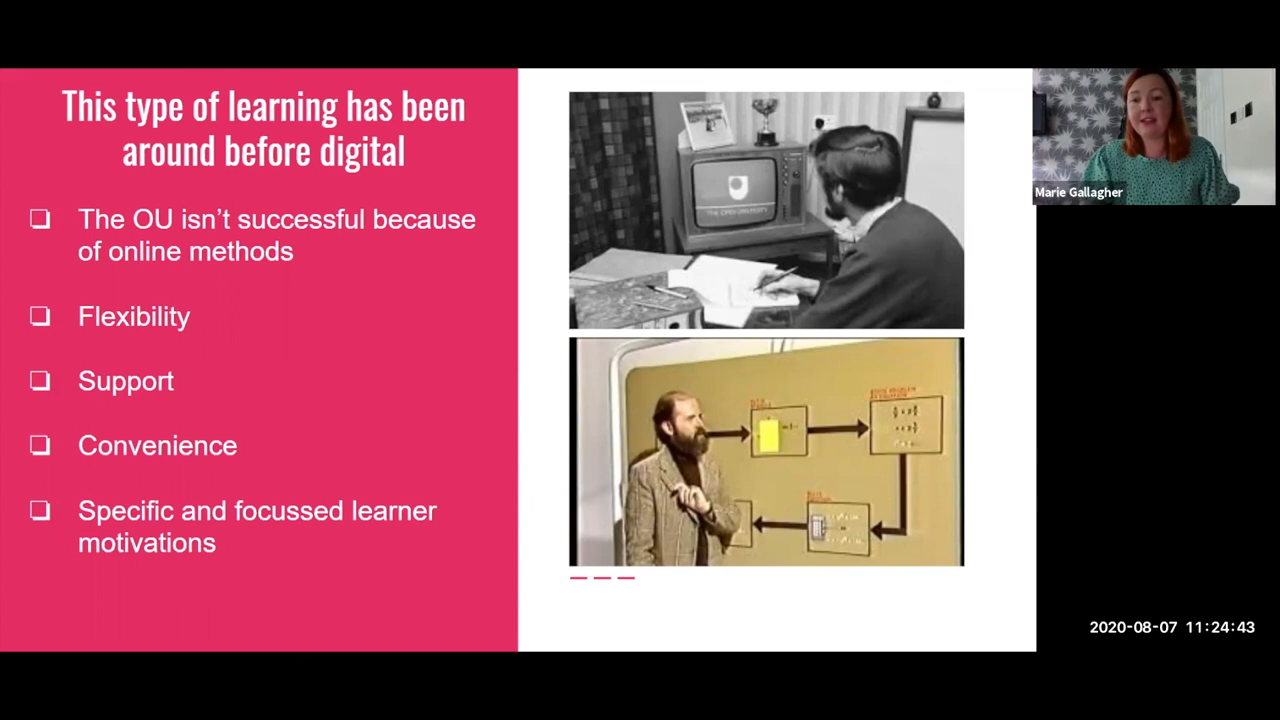 This type of learning has been
around before digital
❏ The OU isn’t successful because
of online methods
❏ Flexibility
❏ Support
❏ Convenience
❏ Specific and focussed learner
motivations
Marie Gallagher
2020-08-07 11:24:43